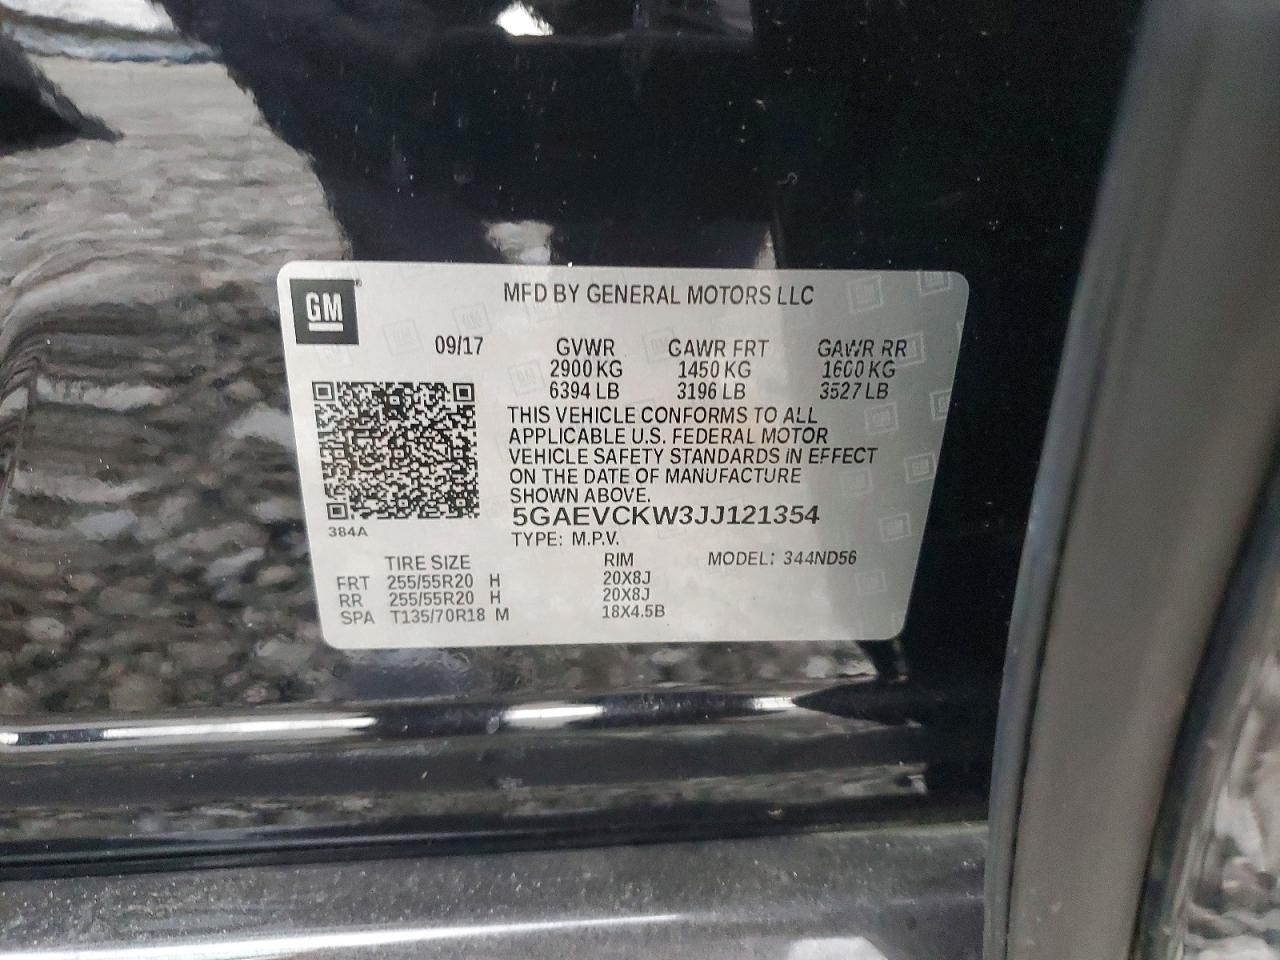 GM
MFD BY GENERAL MOTORS LLC
09/17 GVWR GAWR FRT GAWR RR
2900 KG 1450 KG 1600 KG
6394 LB 3196 LB 3527 LB
THIS VEHICLE CONFORMS TO ALL
APPLICABLE U.S. FEDERAL MOTOR
VEHICLE SAFETY STANDARDS IN EFFECT
ON THE DATE OF MANUFACTURE
SHOWN ABOVE.
5GAEVCKW3JJ121354
384A
TYPE: M.P.V.
TIRE SIZE RIM MODEL: 344ND56
FRT 255/55R20 H 20X8J
RR 255/55R20 H 20X8J
SPA T135/70R18 M 18X4.5B